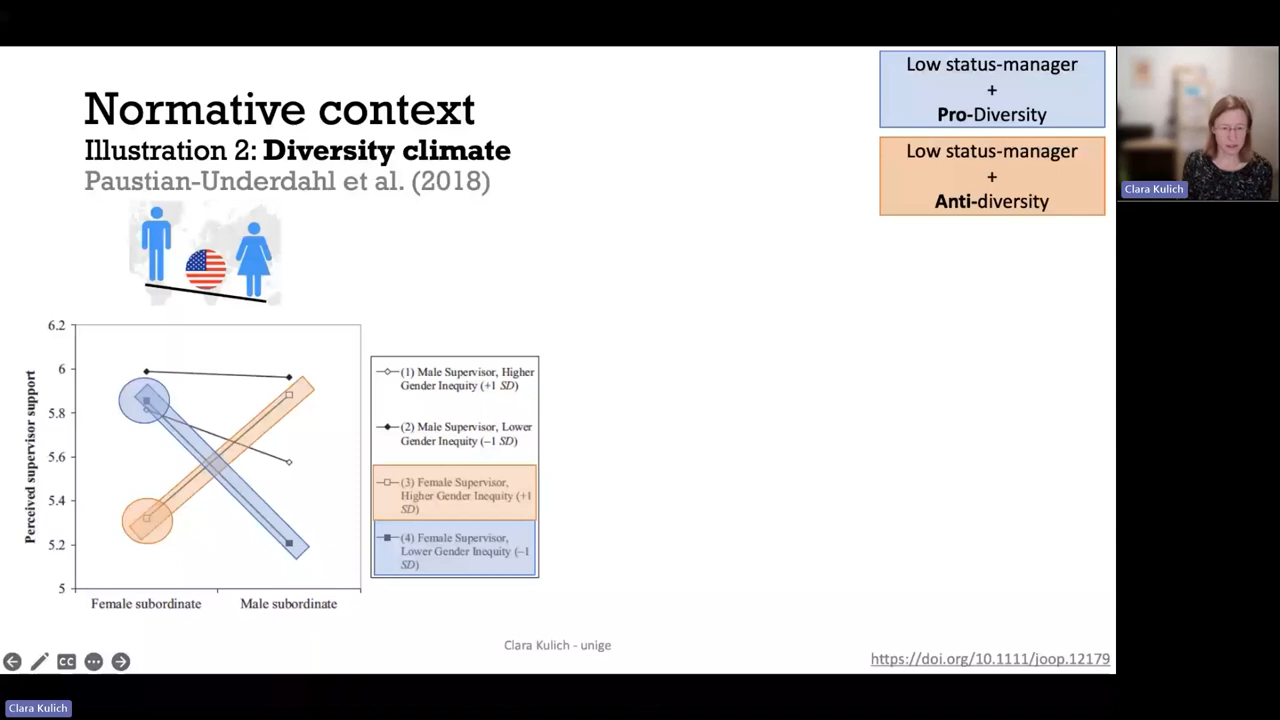 Low status-manager
+
Pro-Diversity
Low status-manager
+
Anti-diversity
Clara Kulich
Normative context
Illustration 2: Diversity climate
Paustian-Underdahl et al. (2018)
6.2
6
5.8
5.6
5.4
5.2
5
Perceived supervisor support
Female subordinate
Male subordinate
(1) Male Supervisor, Higher
Gender Inequity (+1 SD)
(2) Male Supervisor, Lower
Gender Inequity (–1 SD)
(3) Female Supervisor,
Higher Gender Inequity (+1
SD)
(4) Female Supervisor,
Lower Gender Inequity (–1
SD)
Clara Kulich - unige
https://doi.org/10.1111/joop.12179
CC
Clara Kulich